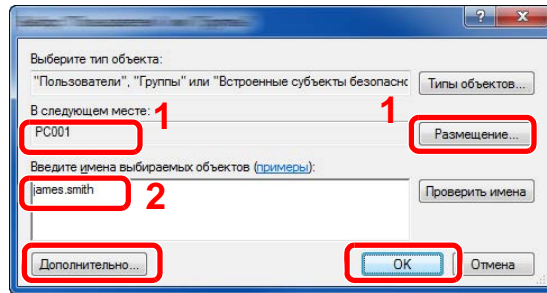 Выберите тип объекта:
"Пользователи", "Группы" или "Встроенные субъекты безопасно
Типы объектов...
В следующем месте:
1
1
PC001
Размещение...
Введите имена выбираемых объектов (примеры):
james.smith
2
Проверить имена
Дополнительно...
OK
Отмена